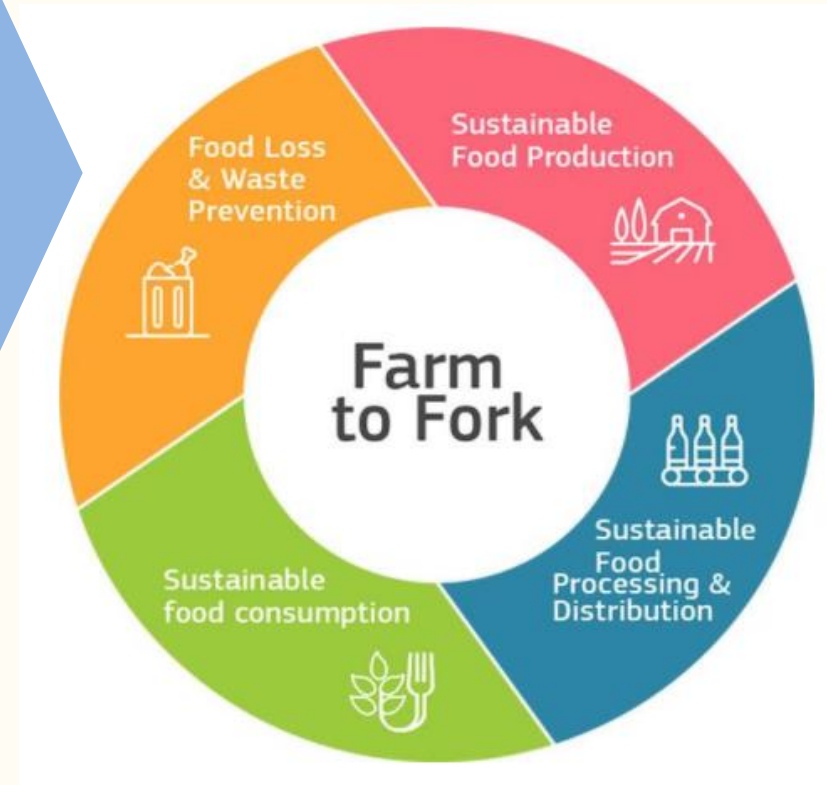 Food Loss
& Waste
Prevention
Sustainable
Food Production
Farm
to Fork
Sustainable
Food
Processing &
Distribution
Sustainable
food consumption